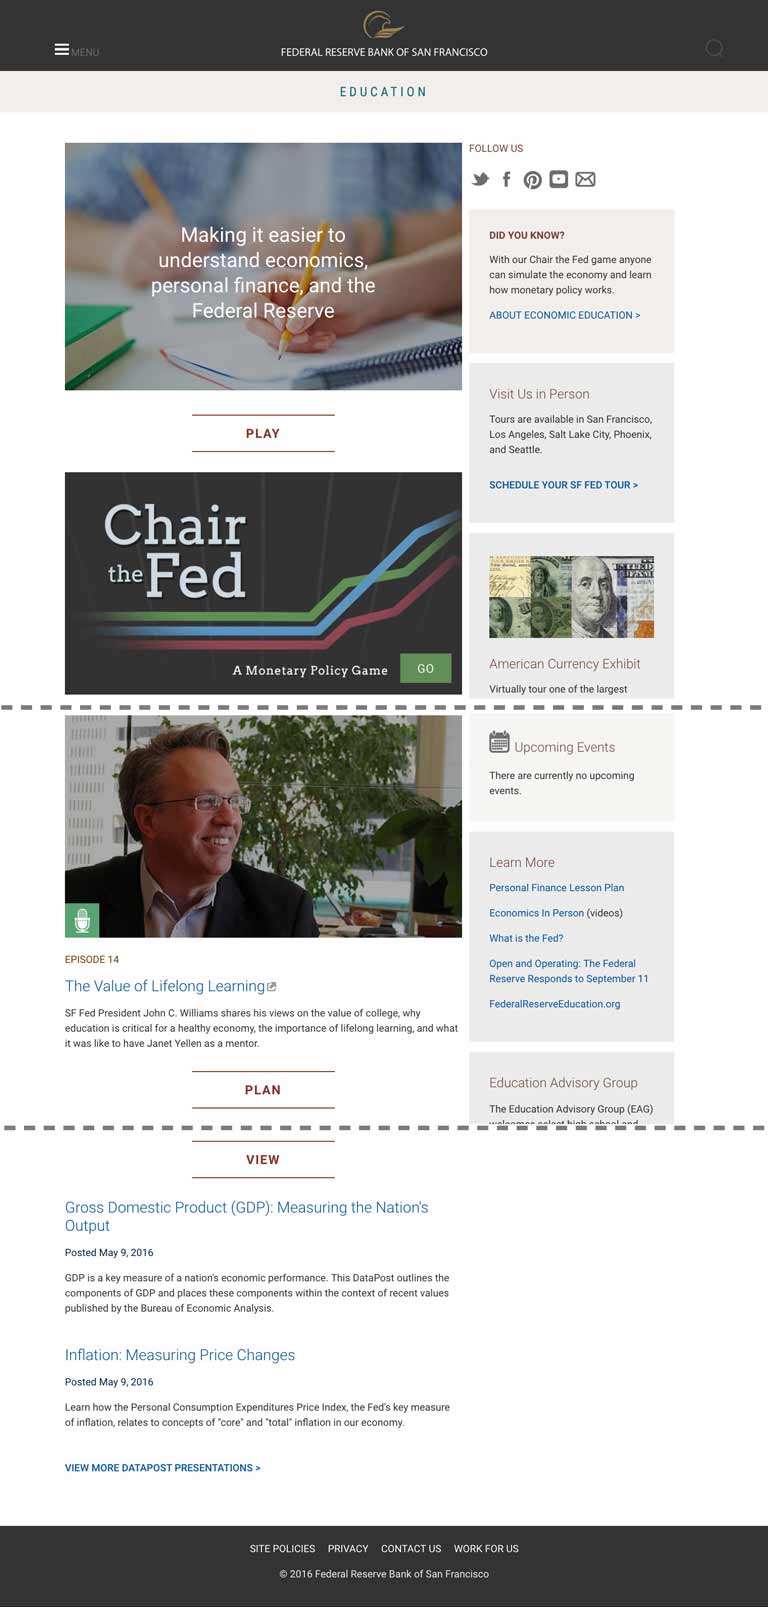 MENU
FEDERAL RESERVE BANK OF SAN FRANCISCO
EDUCATION
Making it easier to
understand economics,
personal finance, and the
Federal Reserve
PLAY
Chair
the Fed
A Monetary Policy Game
GO
FOLLOW US
DID YOU KNOW?
With our Chair the Fed game anyone
can simulate the economy and learn
how monetary policy works.
ABOUT ECONOMIC EDUCATION >
Visit Us in Person
Tours are available in San Francisco,
Los Angeles, Salt Lake City, Phoenix,
and Seattle.
SCHEDULE YOUR SF FED TOUR >
American Currency Exhibit
Virtually tour one of the largest
EPISODE 14
The Value of Lifelong Learning
SF Fed President John C. Williams shares his views on the value of college, why
education is critical for a healthy economy, the importance of lifelong learning, and what
it was like to have Janet Yellen as a mentor.
PLAN
Upcoming Events
There are currently no upcoming
events.
Learn More
Personal Finance Lesson Plan
Economics In Person (videos)
What is the Fed?
Open and Operating: The Federal
Reserve Responds to September 11
FederalReserveEducation.org
Education Advisory Group
The Education Advisory Group (EAG)
welcomes select high school and
VIEW
Gross Domestic Product (GDP): Measuring the Nation's
Output
Posted May 9, 2016
GDP is a key measure of a nation's economic performance. This DataPost outlines the
components of GDP and places these components within the context of recent values
published by the Bureau of Economic Analysis.
Inflation: Measuring Price Changes
Posted May 9, 2016
Learn how the Personal Consumption Expenditures Price Index, the Fed's key measure
of inflation, relates to concepts of "core" and "total" inflation in our economy.
VIEW MORE DATAPOST PRESENTATIONS >
SITE POLICIES PRIVACY CONTACT US WORK FOR US
© 2016 Federal Reserve Bank of San Francisco